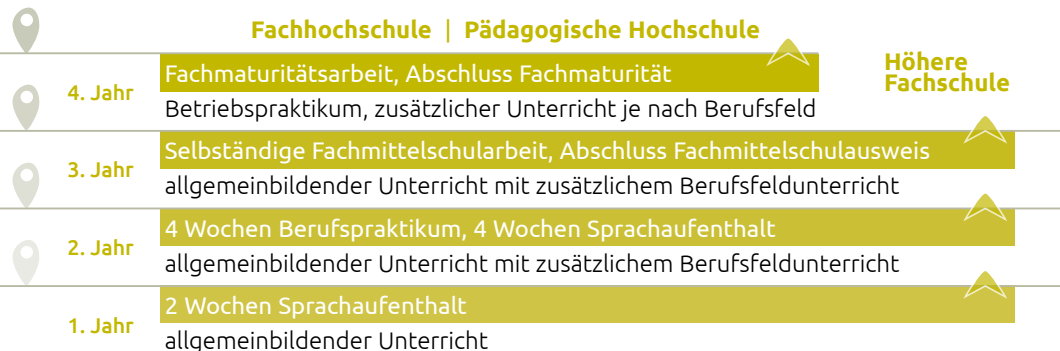 Fachhochschule | Pädagogische Hochschule
Höhere
Fachschule
4. Jahr
Fachmaturitätsarbeit, Abschluss Fachmaturität
Betriebspraktikum, zusätzlicher Unterricht je nach Berufsfeld
3. Jahr
Selbständige Fachmittelschularbeit, Abschluss Fachmittelschulausweis
allgemeinbildender Unterricht mit zusätzlichem Berufsfeldunterricht
2. Jahr
4 Wochen Berufspraktikum, 4 Wochen Sprachaufenthalt
allgemeinbildender Unterricht mit zusätzlichem Berufsfeldunterricht
1. Jahr
2 Wochen Sprachaufenthalt
allgemeinbildender Unterricht